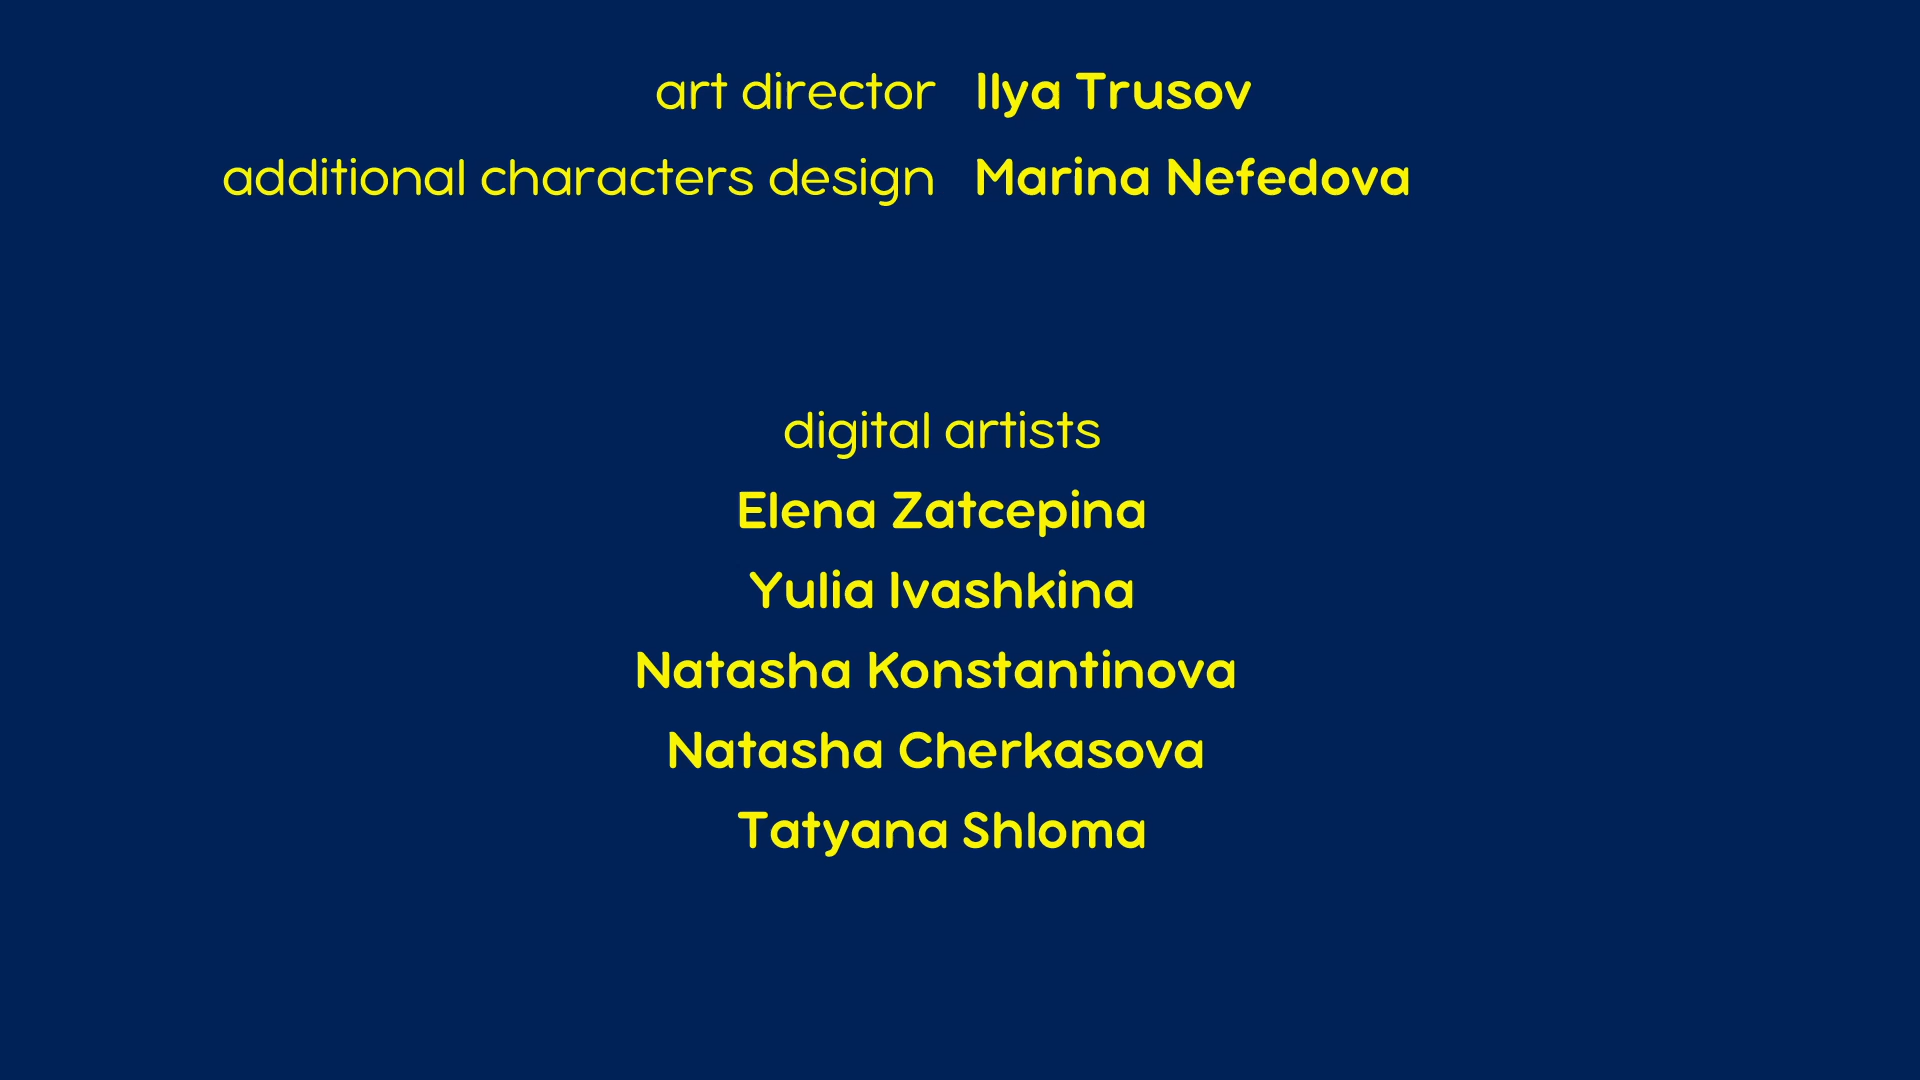 art director Ilya Trusov
additional characters design Marina Nefedova
digital artists
Elena Zatcepina
Yulia Ivashkina
Natasha Konstantinova
Natasha Cherkasova
Tatyana Shloma